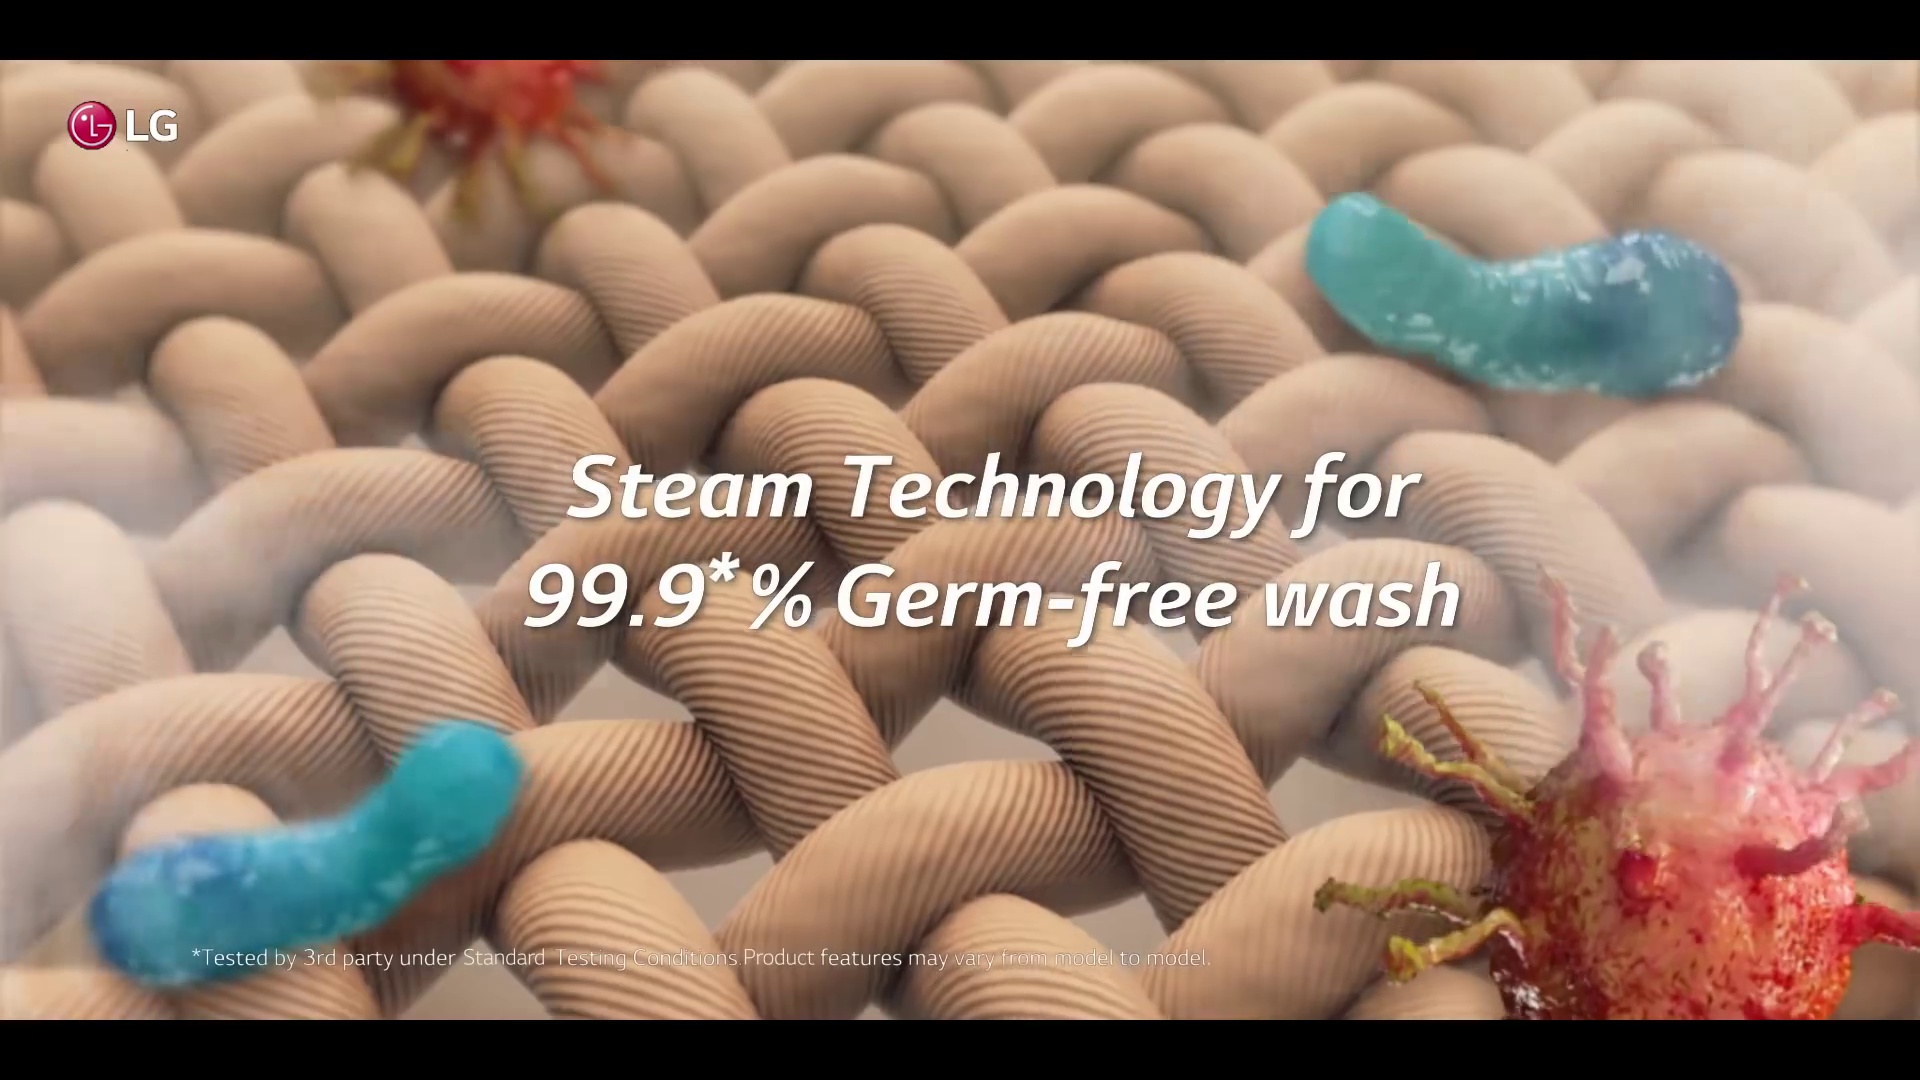 LG
Steam Technology for
99.9*% Germ-free wash
*Tested by 3rd party under Standard Testing Conditions.Product features may vary from model to model.